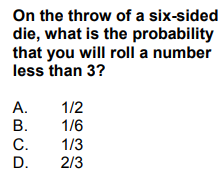 On the throw of a six-sided
die, what is the probability
that you will roll a number
less than 3?
A. 1/2
B. 1/6
C. 1/3
D. 2/3